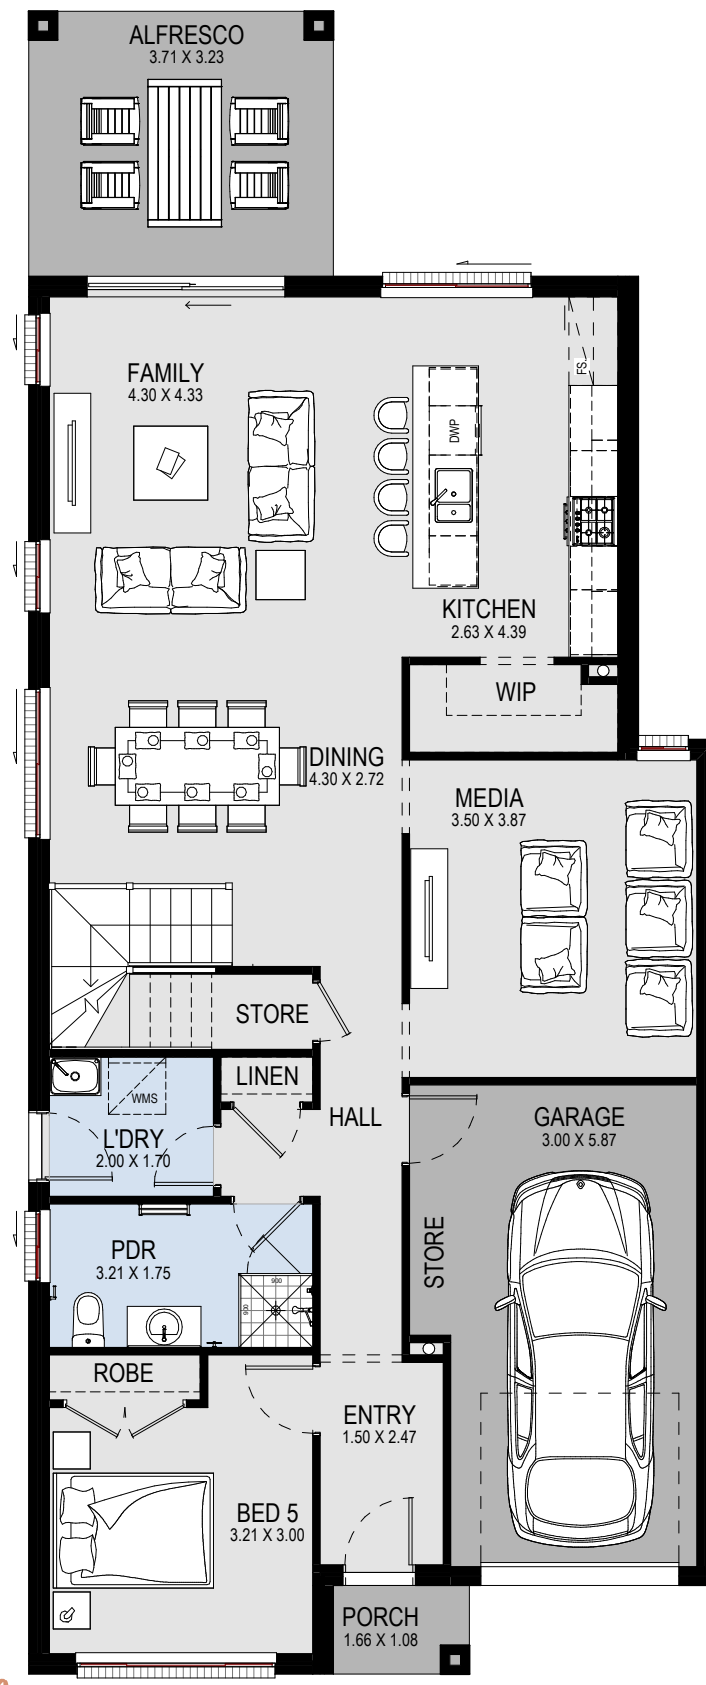 ALFRESCO
3.71 X 3.23
FAMILY
4.30 X 4.33
FS.
DWP
KITCHEN
2.63 X 4.39
WIP
DINING
4.30 X 2.72
MEDIA
3.50 X 3.87
STORE
LINEN
WMS
HALL
L'DRY
2.00 X 1.70
GARAGE
3.00 X 5.87
STORE
PDR
3.21 X 1.75
900
900
ROBE
ENTRY
1.50 X 2.47
BED 5
3.21 X 3.00
PORCH
1.66 X 1.08